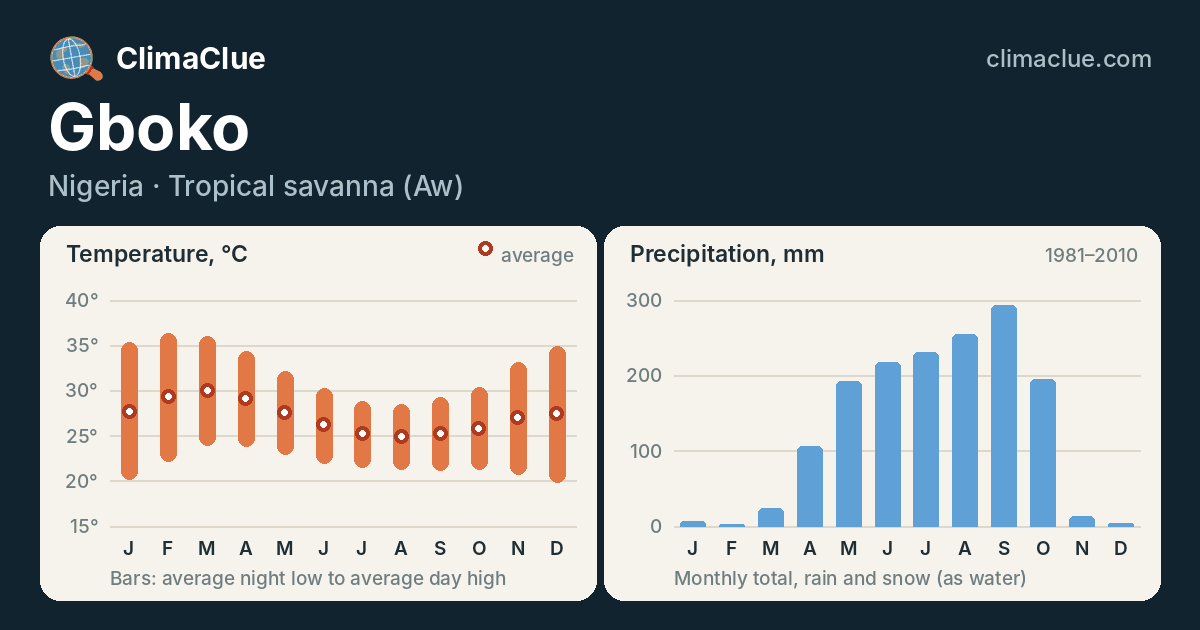 ClimaClue
climaclue.com
Gboko
Nigeria · Tropical savanna (Aw)
Temperature, °C
average
40°
35°
30°
25°
20°
15°
J F M A M J J A S O N D
Bars: average night low to average day high
Precipitation, mm
1981–2010
300
200
100
0
J F M A M J J A S O N D
Monthly total, rain and snow (as water)